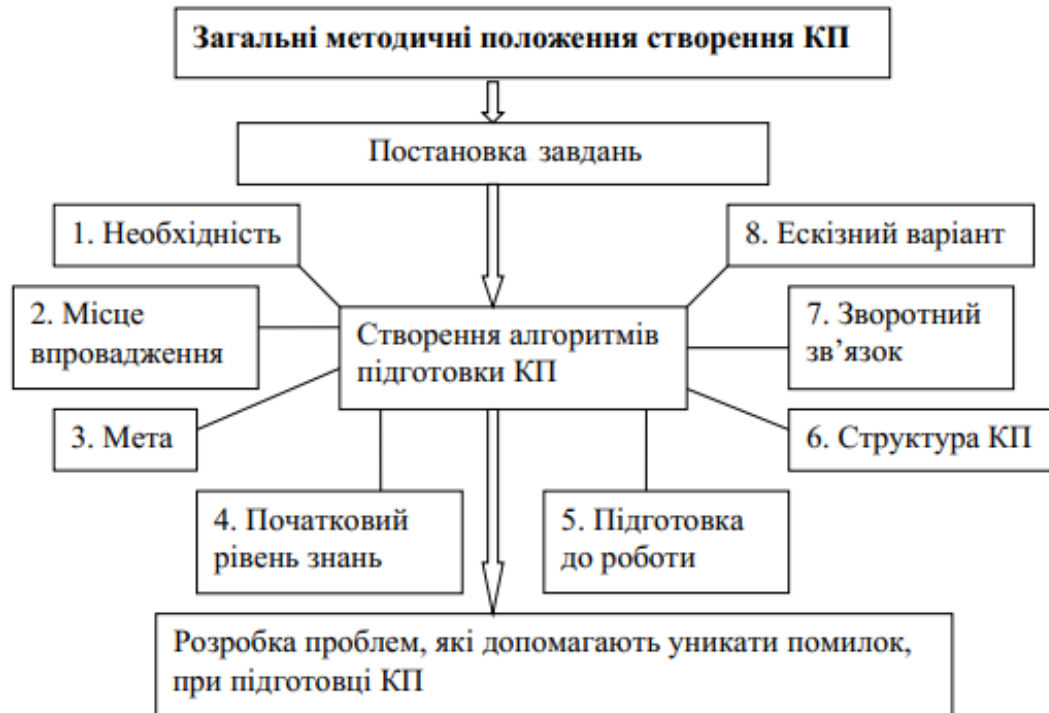 Загальні методичні положення створення КП
Постановка завдань
1. Необхідність
8. Ескізний варіант
2. Місце
впровадження
Створення алгоритмів
підготовки КП
7. Зворотний
зв’язок
3. Мета
6. Структура КП
4. Початковий
рівень знань
5. Підготовка
до роботи
Розробка проблем, які допомагають уникати помилок,
при підготовці КП